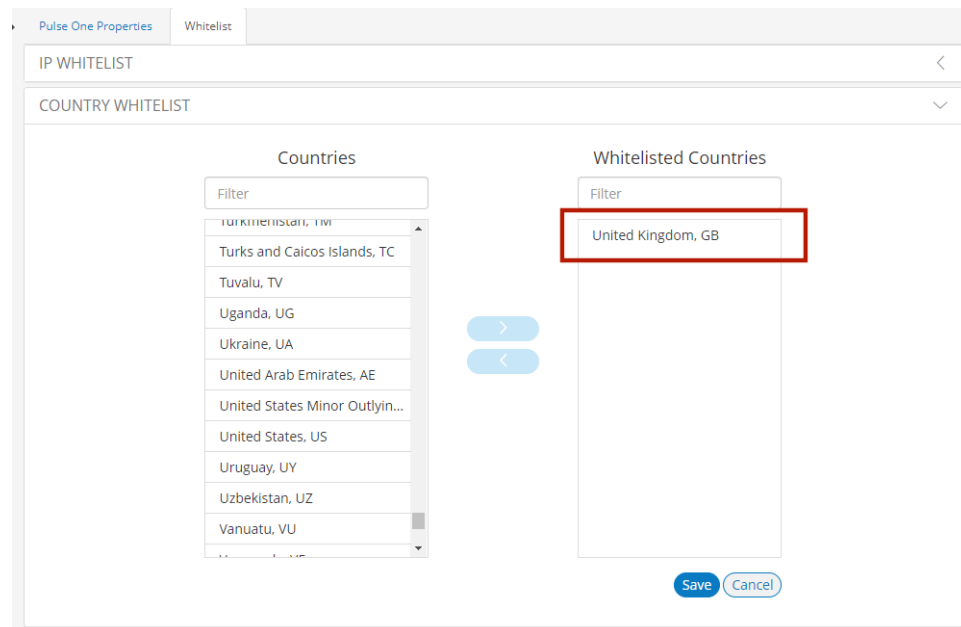 Pulse One Properties
Whitelist
IP WHITELIST
COUNTRY WHITELIST
Countries
Whitelisted Countries
Filter
Filter
Turkmenistan, TM
Turks and Caicos Islands, TC
Tuvalu, TV
Uganda, UG
Ukraine, UA
United Arab Emirates, AE
United States Minor Outlyin...
United States, US
Uruguay, UY
Uzbekistan, UZ
Vanuatu, VU
United Kingdom, GB
Save
Cancel